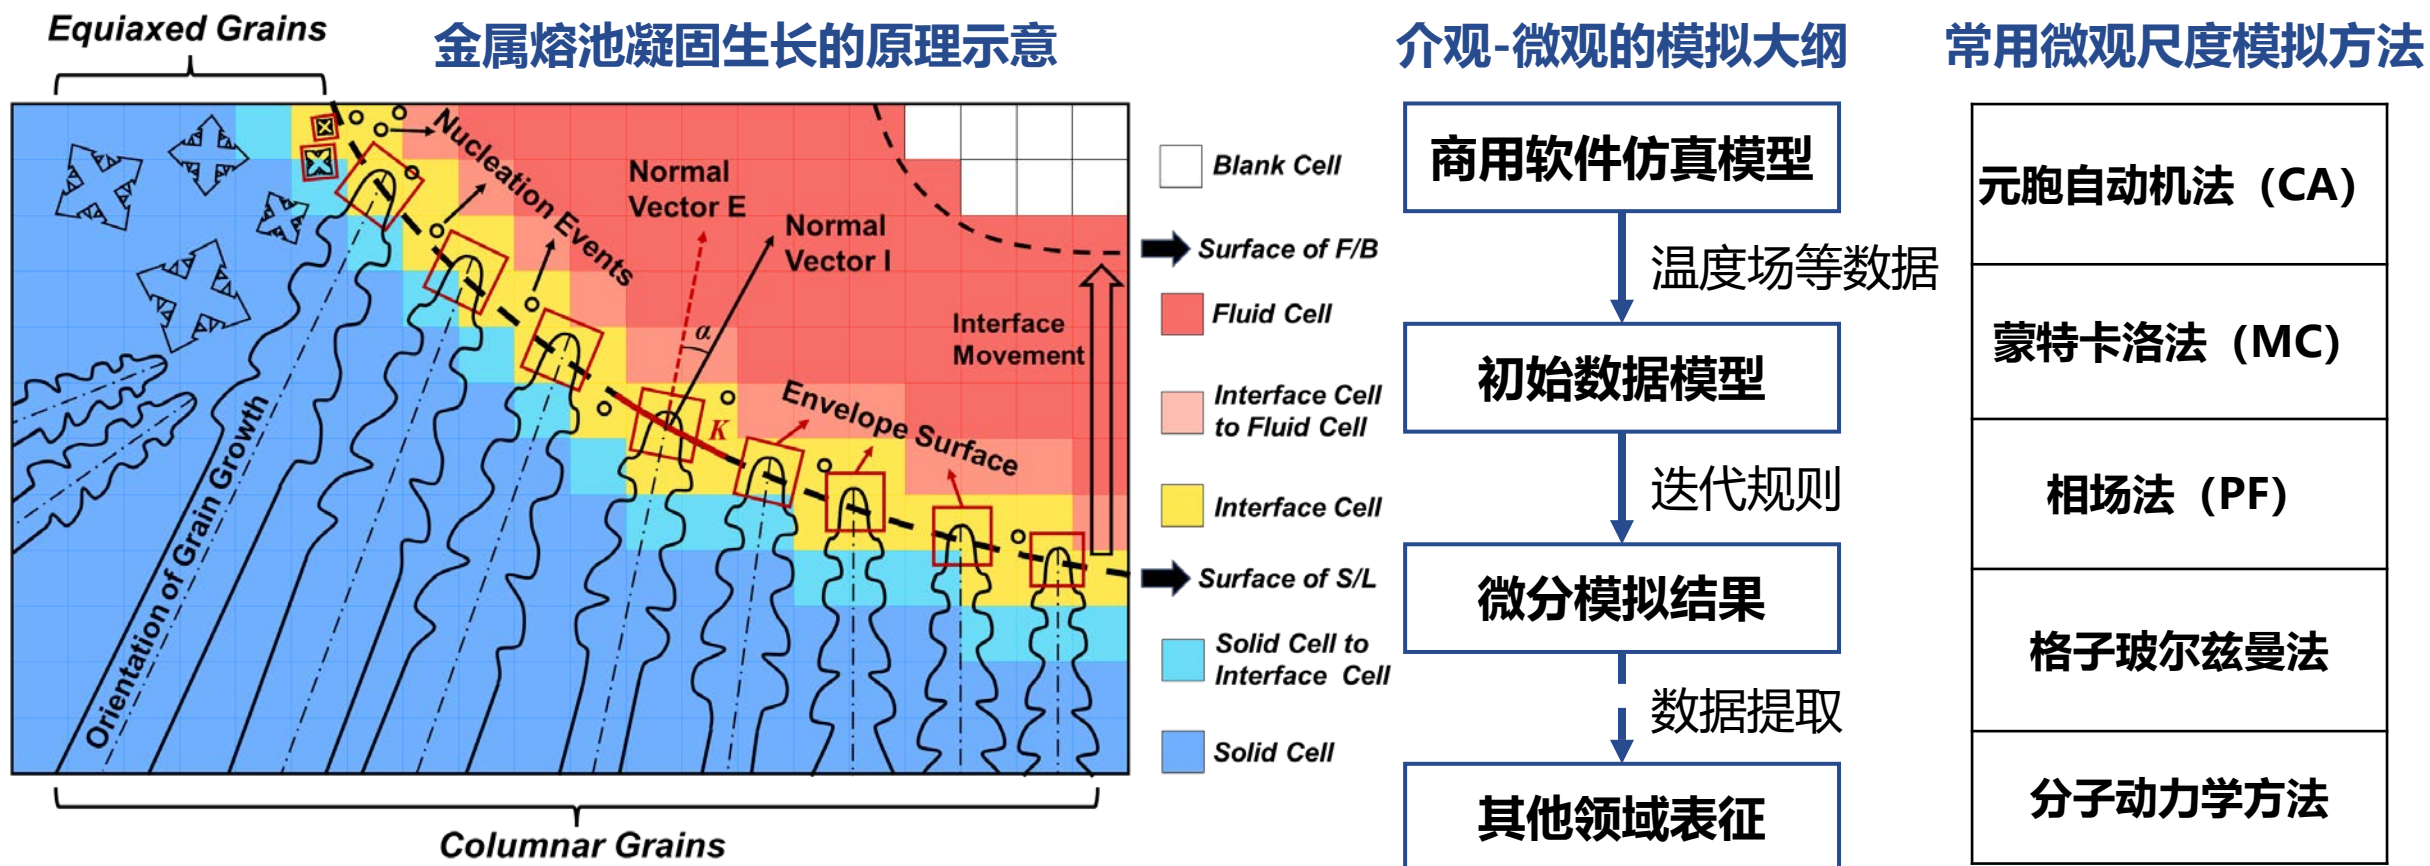 金属熔池凝固生长的原理示意
Equiaxed Grains
Nucleation Events
Normal
Vector E
Normal
Vector I
α
Interface
Movement
K
Envelope Surface
Orientation of Grain Growth
Columnar Grains
Blank Cell
Surface of F/B
Fluid Cell
Interface Cell
to Fluid Cell
Interface Cell
Surface of S/L
Solid Cell to
Interface Cell
Solid Cell
介观-微观的模拟大纲
商用软件仿真模型
温度场等数据
初始数据模型
迭代规则
微分模拟结果
数据提取
其他领域表征
常用微观尺度模拟方法
元胞自动机法（CA）
蒙特卡洛法（MC）
相场法（PF）
格子玻尔兹曼法
分子动力学方法